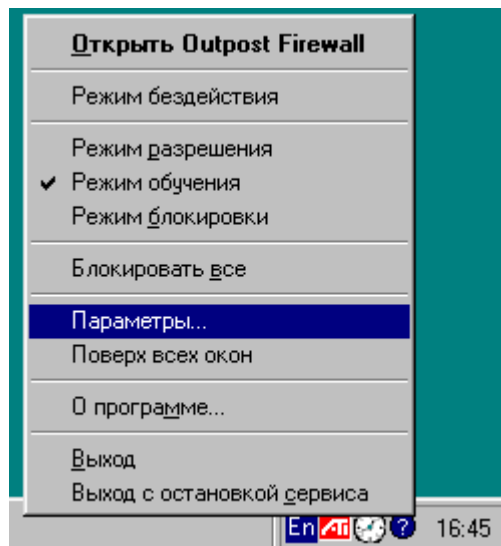 Открыть Outpost Firewall
Режим бездействия
Режим разрешения
Режим обучения
Режим блокировки
Блокировать все
Параметры...
Поверх всех окон
О программе...
Выход
Выход с остановкой сервиса
En ATI ? 16:45